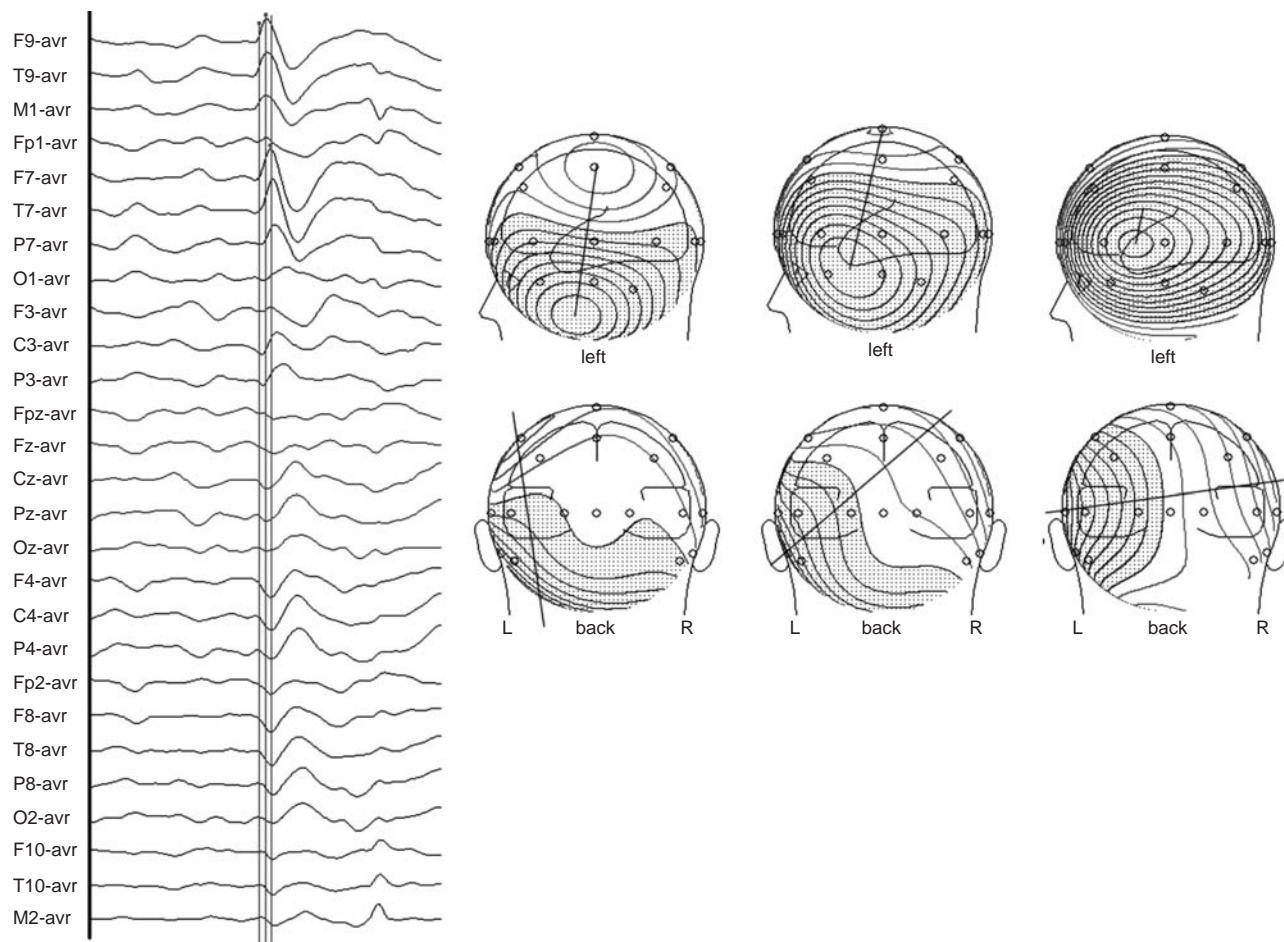 F9-avr
T9-avr
M1-avr
Fp1-avr
F7-avr
T7-avr
P7-avr
O1-avr
F3-avr
C3-avr
P3-avr
Fpz-avr
Fz-avr
Cz-avr
Pz-avr
Oz-avr
F4-avr
C4-avr
P4-avr
Fp2-avr
F8-avr
T8-avr
P8-avr
O2-avr
F10-avr
T10-avr
M2-avr
left left left
L back R L back R L back R